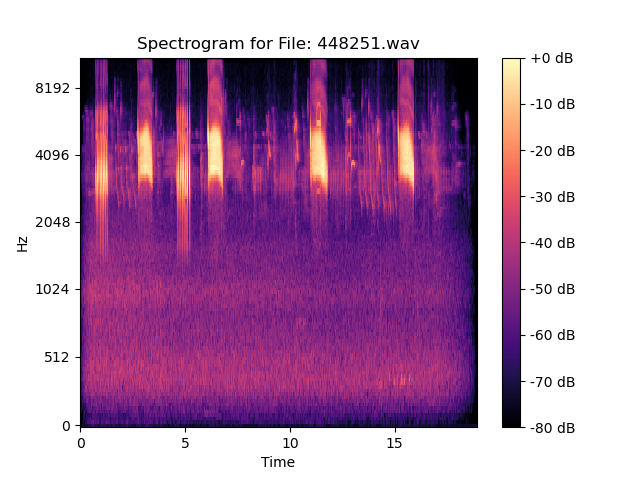 Spectrogram for File: 448251.wav
Hz
8192
4096
2048
1024
512
0
0 5 10 15
Time
+0 dB
-10 dB
-20 dB
-30 dB
-40 dB
-50 dB
-60 dB
-70 dB
-80 dB